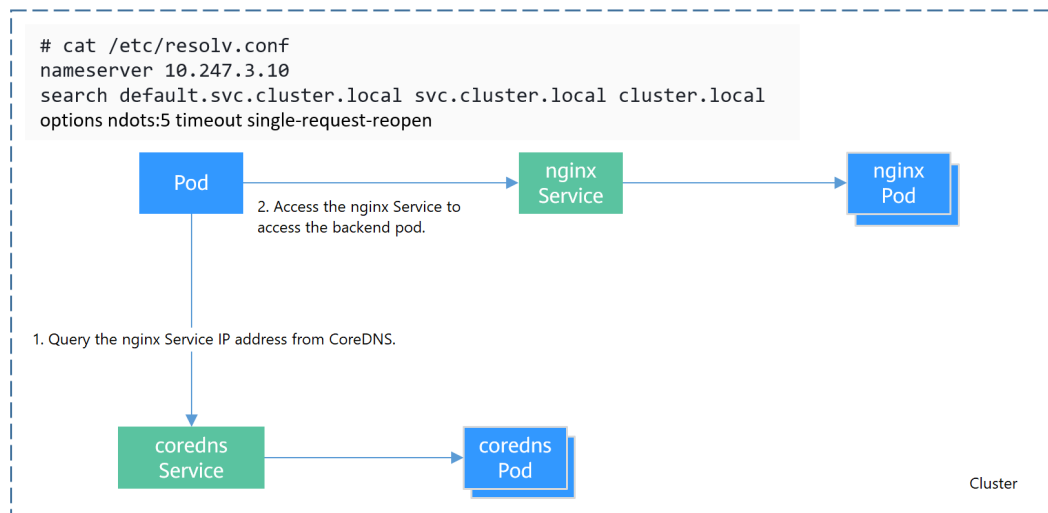 # cat /etc/resolv.conf
nameserver 10.247.3.10
search default.svc.cluster.local svc.cluster.local cluster.local
options ndots:5 timeout single-request-reopen
Pod
nginx
Service
nginx
Pod
2. Access the nginx Service to
access the backend pod.
1. Query the nginx Service IP address from CoreDNS.
coredns
Service
coredns
Pod
Cluster